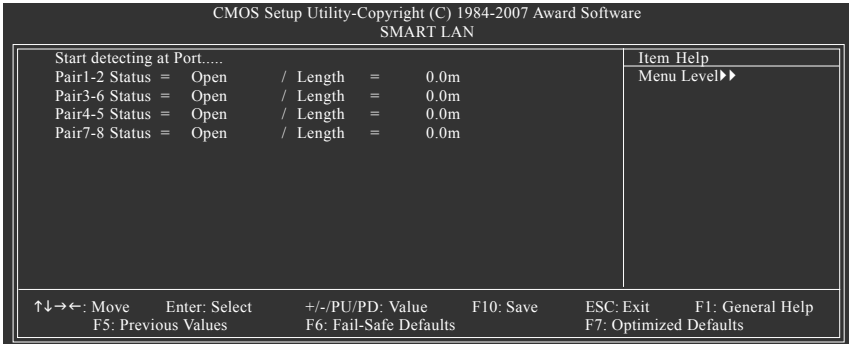 CMOS Setup Utility-Copyright (C) 1984-2007 Award Software
SMART LAN
Start detecting at Port.....
Pair1-2 Status = Open / Length = 0.0m
Pair3-6 Status = Open / Length = 0.0m
Pair4-5 Status = Open / Length = 0.0m
Pair7-8 Status = Open / Length = 0.0m
Item Help
Menu Level▶▶
↑↓→←: Move Enter: Select +/-/PU/PD: Value F10: Save ESC: Exit F1: General Help
F5: Previous Values F6: Fail-Safe Defaults F7: Optimized Defaults